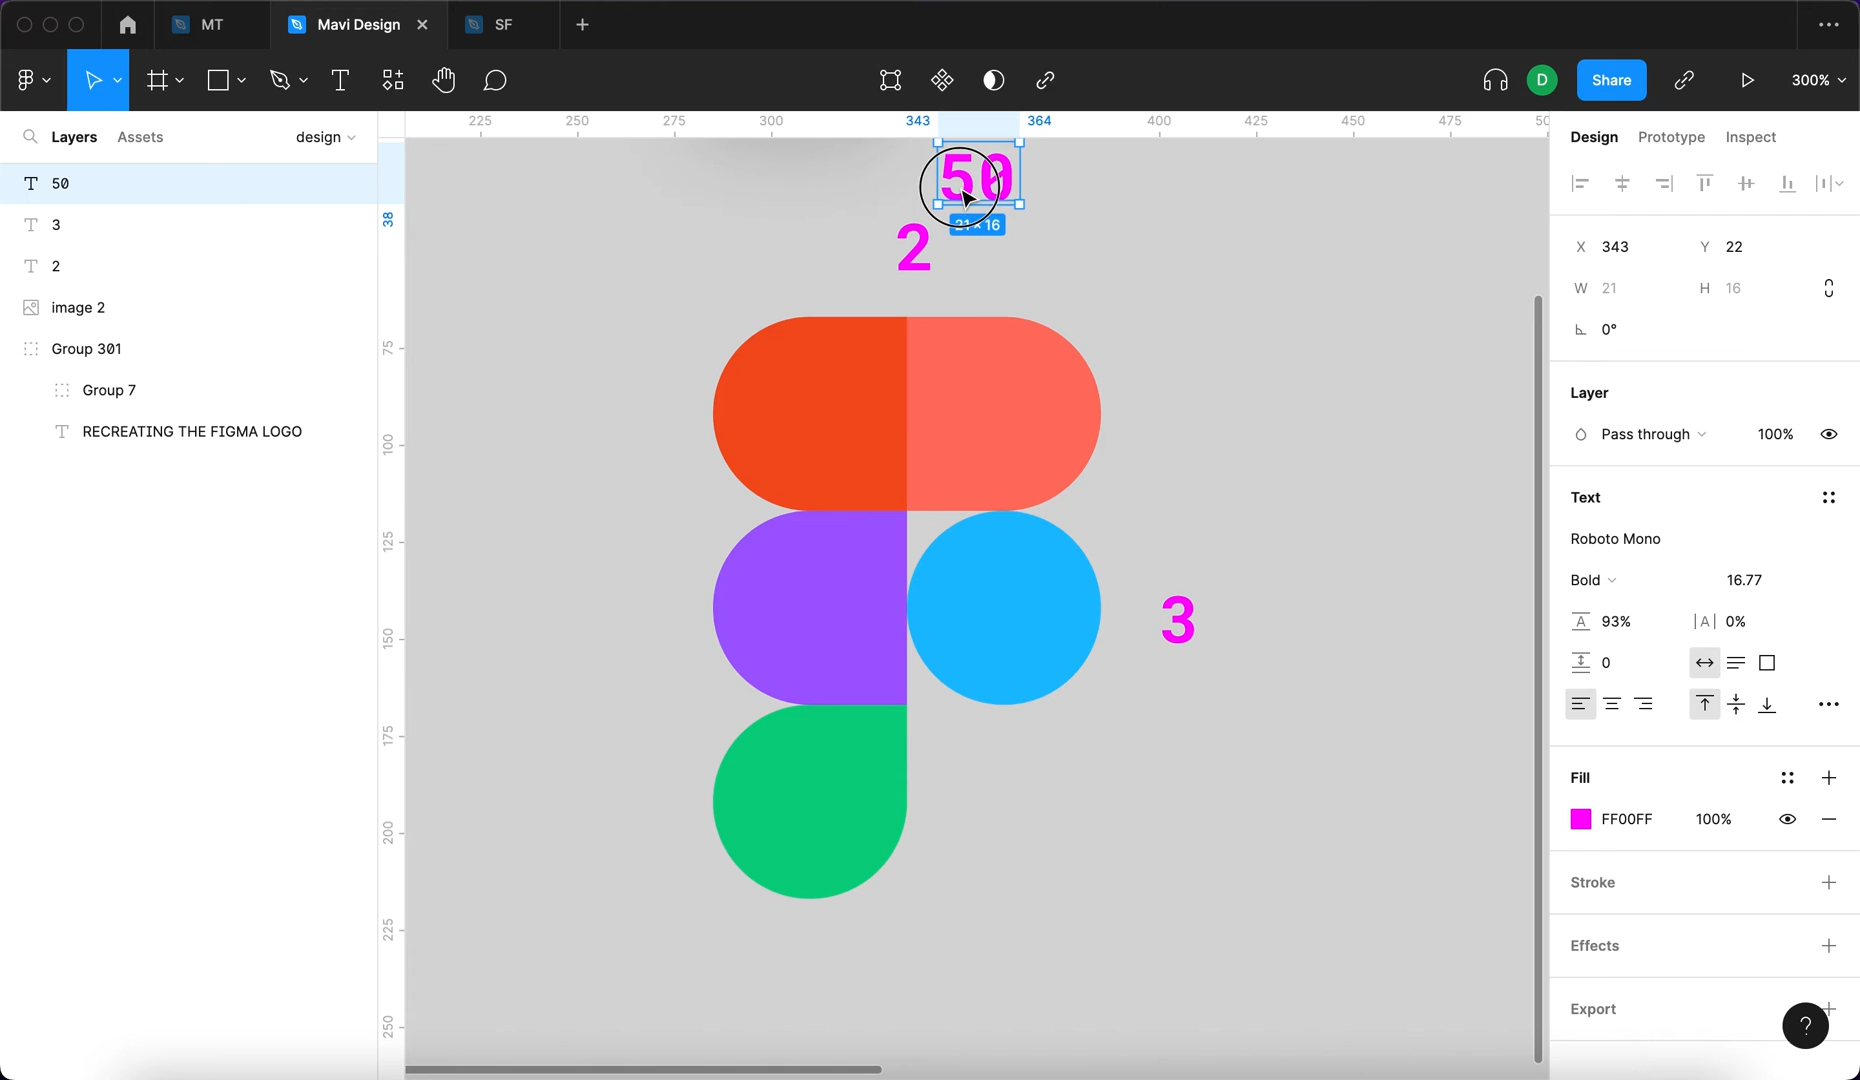 MT
Mavi Design
SF
D
Share
300%
Layers
Assets
design
50
3
2
image 2
Group 301
Group 7
RECREATING THE FIGMA LOGO
225
250
275
300
343
364
400
425
450
475
50
38
75
100
125
150
175
200
225
250
50
21 × 16
2
3
Design
Prototype
Inspect
X 343
Y 22
W 21
H 16
0°
Layer
Pass through
100%
Text
Roboto Mono
Bold
16.77
A 93%
|A| 0%
0
Fill
FF00FF
100%
Stroke
Effects
Export
?